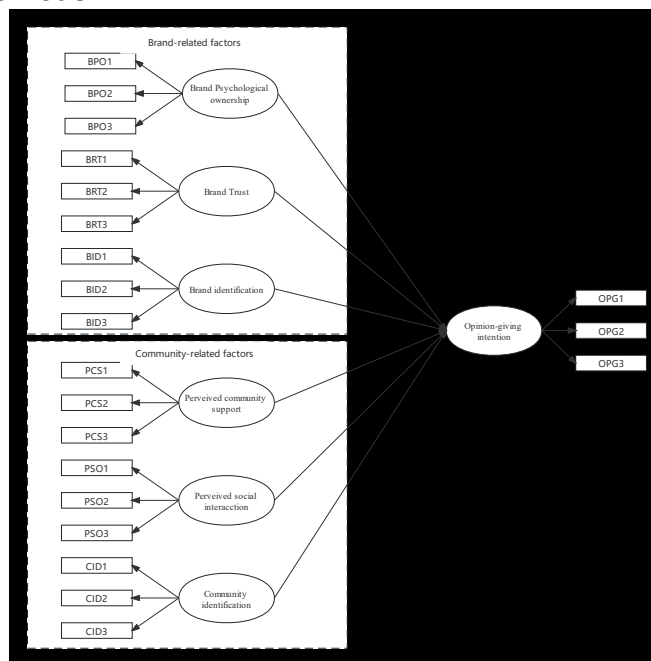 Brand-related factors
BPO1
BPO2
BPO3
Brand Psychological
ownership
BRT1
BRT2
BRT3
Brand Trust
BID1
BID2
BID3
Brand identification
Community-related factors
PCS1
PCS2
PCS3
Perveived community
support
PSO1
PSO2
PSO3
Perveived social
interacction
CID1
CID2
CID3
Community
identification
Opinion-giving
intention
OPG1
OPG2
OPG3